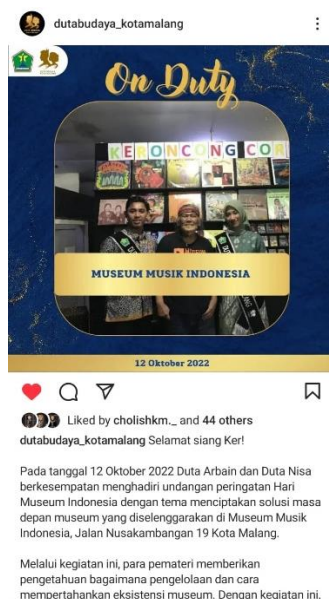 dutabudaya_kotamalang
On Duty
KERONCONG COR
MUSEUM MUSIK INDONESIA
12 Oktober 2022
Liked by cholishkm._ and 44 others
dutabudaya_kotamalang Selamat siang Ker!
Pada tanggal 12 Oktober 2022 Duta Arbain dan Duta Nisa
berkesempatan menghadiri undangan peringatan Hari
Museum Indonesia dengan tema menciptakan solusi masa
depan museum yang diselenggarakan di Museum Musik
Indonesia, Jalan Nusakambangan 19 Kota Malang.
Melalui kegiatan ini, para pemateri memberikan
pengetahuan bagaimana pengelolaan dan cara
mempertahankan eksistensi museum. Dengan kegiatan ini,